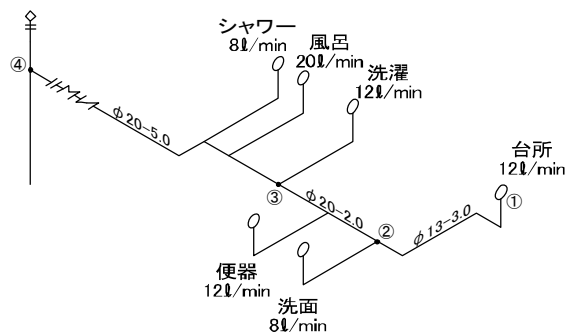 シャワー
8ℓ/min
風呂
20ℓ/min
洗濯
12ℓ/min
④
φ20-5.0
台所
12ℓ/min
①
③
φ20-2.0
②
φ13-3.0
便器
12ℓ/min
洗面
8ℓ/min